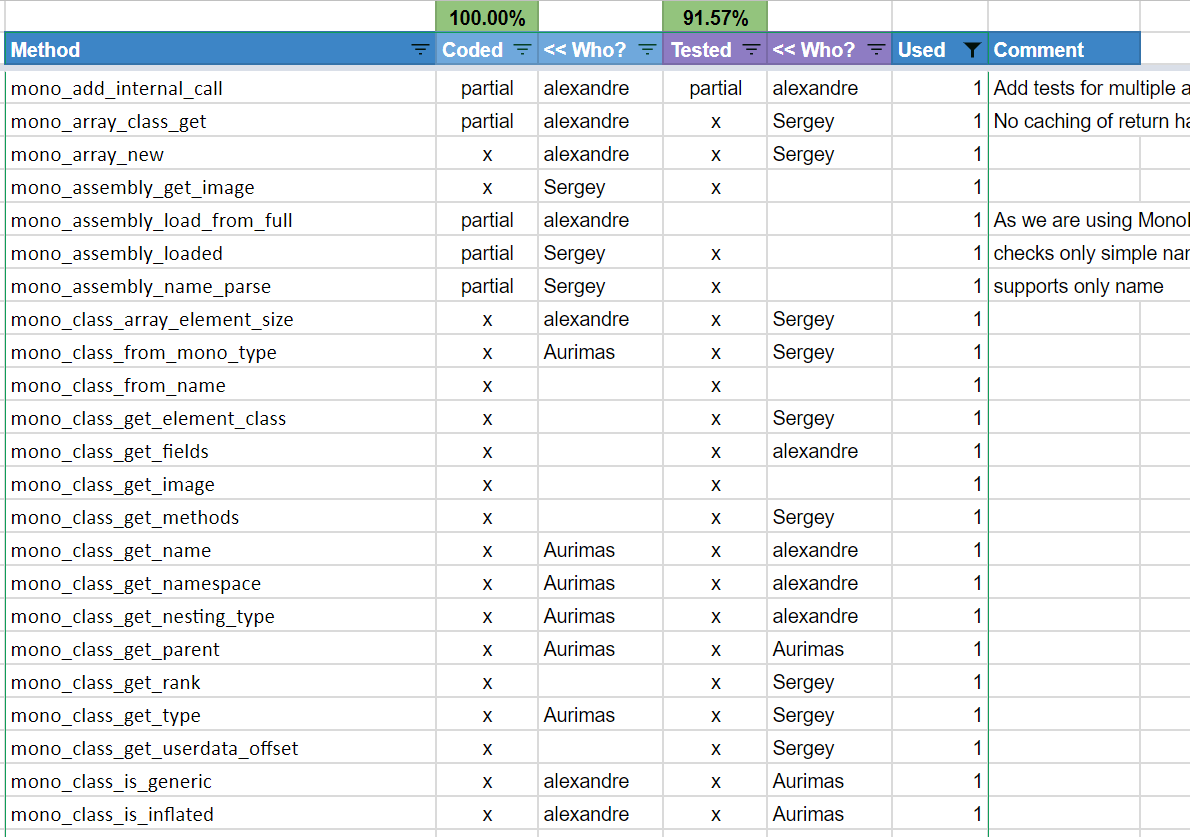 100.00% 91.57%
Method Coded << Who? Tested << Who? Used Comment
mono_add_internal_call partial alexandre partial alexandre 1 Add tests for multiple a
mono_array_class_get partial alexandre x Sergey 1 No caching of return ha
mono_array_new x alexandre x Sergey 1
mono_assembly_get_image x Sergey x 1
mono_assembly_load_from_full partial alexandre 1 As we are using Monol
mono_assembly_loaded partial Sergey x 1 checks only simple nar
mono_assembly_name_parse partial Sergey x 1 supports only name
mono_class_array_element_size x alexandre x Sergey 1
mono_class_from_mono_type x Aurimas x Sergey 1
mono_class_from_name x x 1
mono_class_get_element_class x x Sergey 1
mono_class_get_fields x x alexandre 1
mono_class_get_image x x 1
mono_class_get_methods x x Sergey 1
mono_class_get_name x Aurimas x alexandre 1
mono_class_get_namespace x Aurimas x alexandre 1
mono_class_get_nesting_type x Aurimas x alexandre 1
mono_class_get_parent x Aurimas x Aurimas 1
mono_class_get_rank x x Sergey 1
mono_class_get_type x Aurimas x Sergey 1
mono_class_get_userdata_offset x x Sergey 1
mono_class_is_generic x alexandre x Aurimas 1
mono_class_is_inflated x alexandre x Aurimas 1